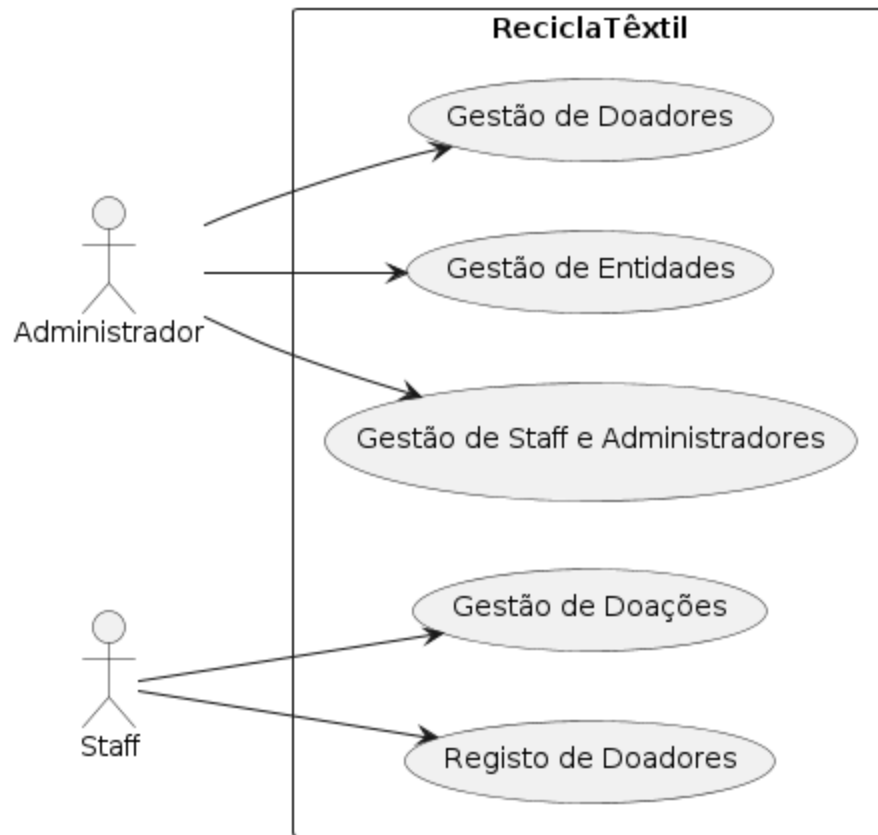 ReciclaTêxtil
Gestão de Doadores
Gestão de Entidades
Administrador
Gestão de Staff e Administradores
Gestão de Doações
Staff
Registo de Doadores